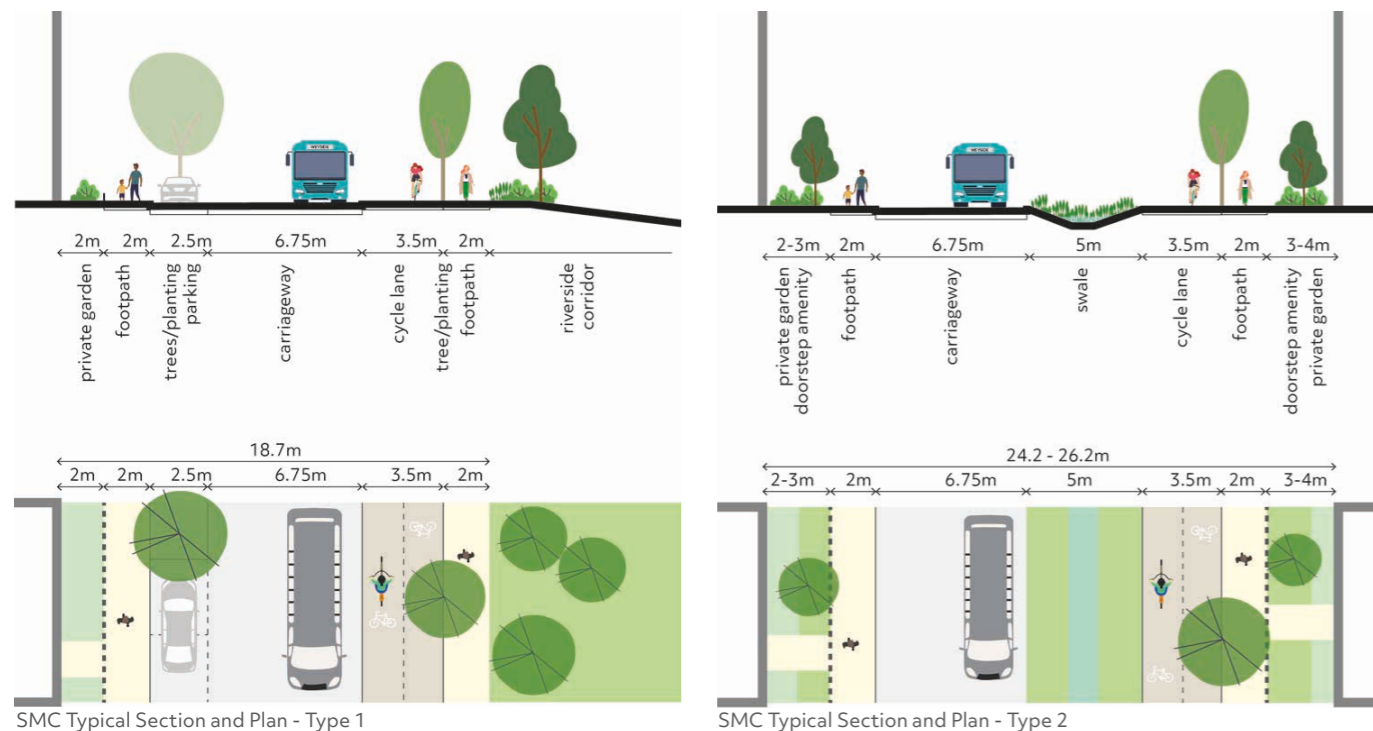 WEYSIDE
2m 2m 2.5m 6.75m 3.5m 2m
private garden
footpath
trees/planting
parking
carriageway
cycle lane
tree/planting
footpath
riverside
corridor
18.7m
2m 2m 2.5m 6.75m 3.5m 2m
SMC Typical Section and Plan - Type 1
WEYSIDE
2-3m 2m 6.75m 5m 3.5m 2m 3-4m
private garden
doorstep amenity
footpath
carriageway
swale
cycle lane
footpath
doorstep amenity
private garden
24.2 - 26.2m
2-3m 2m 6.75m 5m 3.5m 2m 3-4m
SMC Typical Section and Plan - Type 2